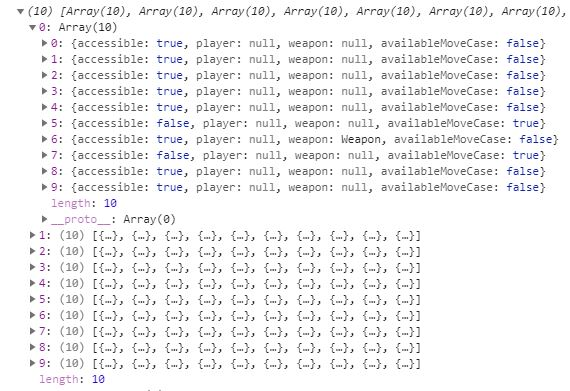 (10) [Array(10), Array(10), Array(10), Array(10), Array(10), Array(10), Array(10),
0: Array(10)
0: {accessible: true, player: null, weapon: null, availableMoveCase: false}
1: {accessible: true, player: null, weapon: null, availableMoveCase: false}
2: {accessible: true, player: null, weapon: null, availableMoveCase: false}
3: {accessible: true, player: null, weapon: null, availableMoveCase: false}
4: {accessible: true, player: null, weapon: null, availableMoveCase: false}
5: {accessible: false, player: null, weapon: null, availableMoveCase: true}
6: {accessible: true, player: null, weapon: Weapon, availableMoveCase: false}
7: {accessible: false, player: null, weapon: null, availableMoveCase: true}
8: {accessible: true, player: null, weapon: null, availableMoveCase: false}
9: {accessible: true, player: null, weapon: null, availableMoveCase: false}
length: 10
__proto__: Array(0)
1: (10) [{…}, {…}, {…}, {…}, {…}, {…}, {…}, {…}, {…}, {…}]
2: (10) [{…}, {…}, {…}, {…}, {…}, {…}, {…}, {…}, {…}, {…}]
3: (10) [{…}, {…}, {…}, {…}, {…}, {…}, {…}, {…}, {…}, {…}]
4: (10) [{…}, {…}, {…}, {…}, {…}, {…}, {…}, {…}, {…}, {…}]
5: (10) [{…}, {…}, {…}, {…}, {…}, {…}, {…}, {…}, {…}, {…}]
6: (10) [{…}, {…}, {…}, {…}, {…}, {…}, {…}, {…}, {…}, {…}]
7: (10) [{…}, {…}, {…}, {…}, {…}, {…}, {…}, {…}, {…}, {…}]
8: (10) [{…}, {…}, {…}, {…}, {…}, {…}, {…}, {…}, {…}, {…}]
9: (10) [{…}, {…}, {…}, {…}, {…}, {…}, {…}, {…}, {…}, {…}]
length: 10